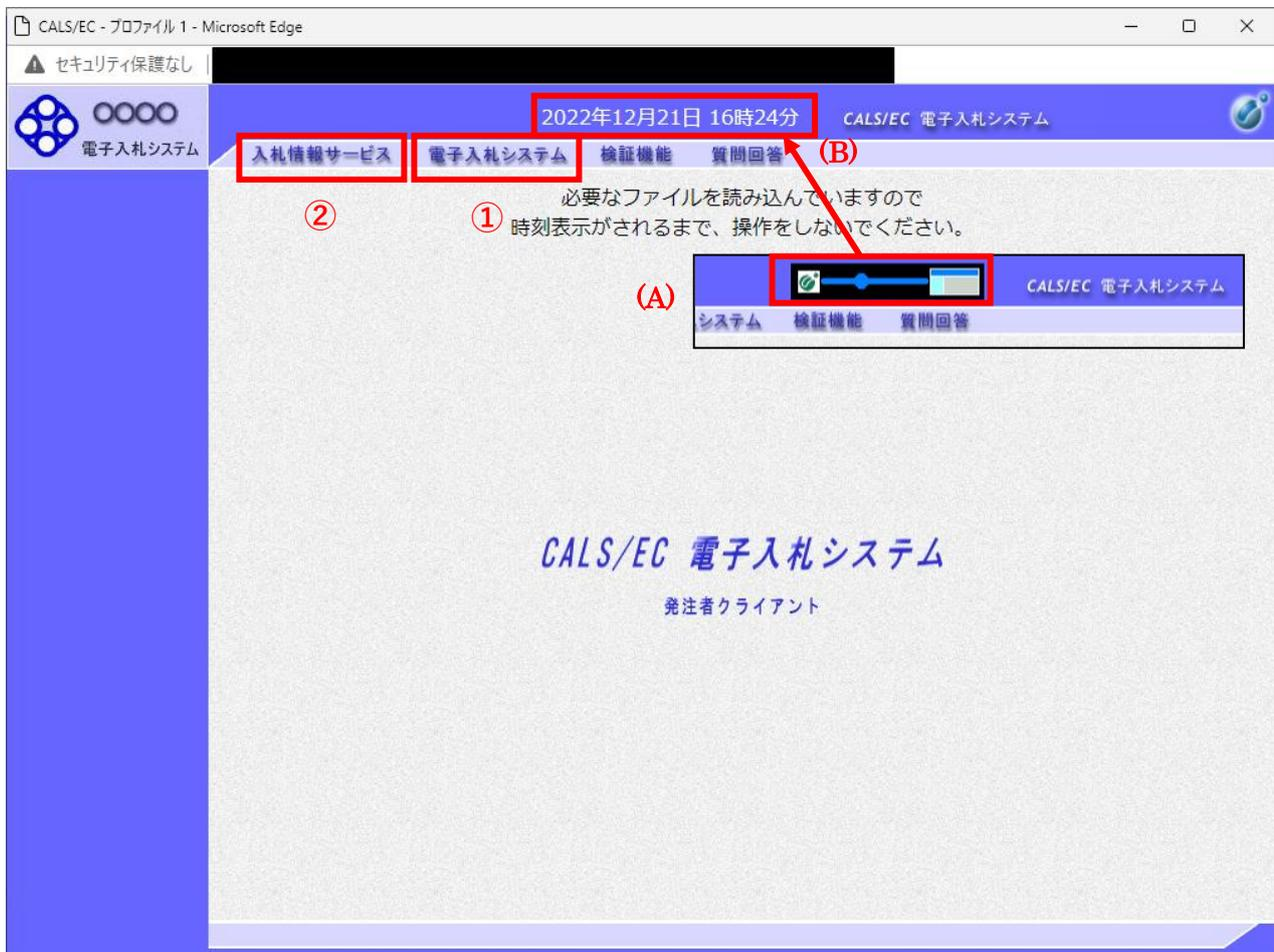 CALS/EC - プロファイル 1 - Microsoft Edge
セキュリティ保護なし
○○○○
電子入札システム
2022年12月21日 16時24分
CALS/EC 電子入札システム
入札情報サービス 電子入札システム 検証機能 質問回答
(B)
② ①
必要なファイルを読み込んでいますので
時刻表示がされるまで、操作をしないでください。
(A)
CALS/EC 電子入札システム
システム 検証機能 質問回答
CALS/EC 電子入札システム
発注者クライアント